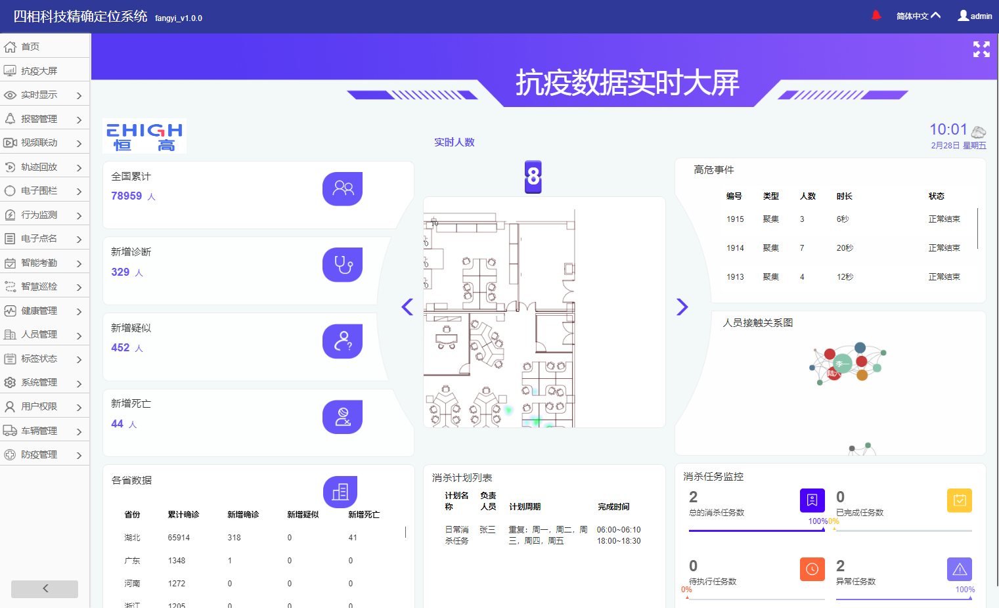 四相科技精确定位系统 fangyi_v1.0.0
简体中文 admin
首页
抗疫大屏
实时显示
报警管理
视频联动
轨迹回放
电子围栏
行为监测
电子点名
智能考勤
智慧巡检
健康管理
人员管理
标签状态
系统管理
用户权限
车辆管理
防疫管理
抗疫数据实时大屏
EHIGH
恒 高
实时人数
8
10:01
2月28日 星期五
全国累计
78959 人
新增诊断
329 人
新增疑似
452 人
新增死亡
44 人
高危事件
编号 类型 人数 时长 状态
1915 聚集 3 6秒 正常结束
1914 聚集 7 20秒 正常结束
1913 聚集 4 12秒 正常结束
人员接触关系图
李一
陆六
各省数据
省份 累计确诊 新增确诊 新增疑似 新增死亡
湖北 65914 318 0 41
广东 1348 1 0 0
河南 1272 0 0 0
浙江 1205 0 0 0
消杀计划列表
计划名称 负责人员 计划周期 完成时间
日常消杀任务 张三 重复：周一，周二，周三，周四，周五 06:00~06:10 18:00~18:30
消杀任务监控
2
总的消杀任务数
100%
0
已完成任务数
0%
0
待执行任务数
0%
2
异常任务数
100%